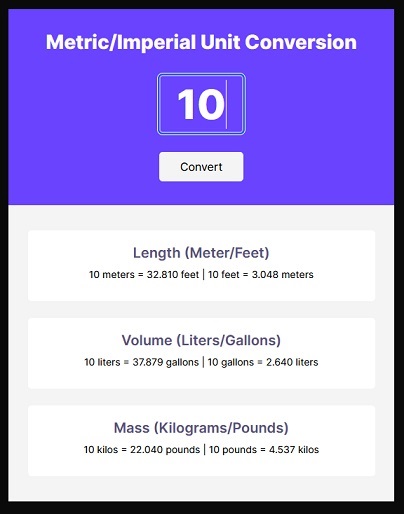 Metric/Imperial Unit Conversion
10
Convert
Length (Meter/Feet)
10 meters = 32.810 feet | 10 feet = 3.048 meters
Volume (Liters/Gallons)
10 liters = 37.879 gallons | 10 gallons = 2.640 liters
Mass (Kilograms/Pounds)
10 kilos = 22.040 pounds | 10 pounds = 4.537 kilos